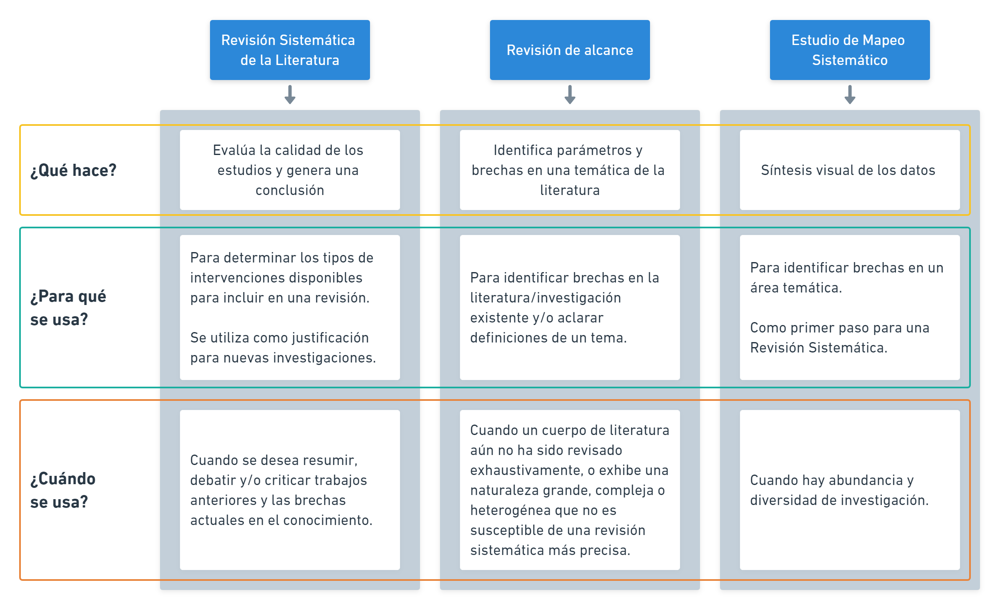 Revisión Sistemática
de la Literatura
Revisión de alcance
Estudio de Mapeo
Sistemático
¿Qué hace?
Evalúa la calidad de los
estudios y genera una
conclusión
Identifica parámetros y
brechas en una temática de la
literatura
Síntesis visual de los datos
¿Para qué
se usa?
Para determinar los tipos de
intervenciones disponibles
para incluir en una revisión.
Se utiliza como justificación
para nuevas investigaciones.
Para identificar brechas en la
literatura/investigación
existente y/o aclarar
definiciones de un tema.
Para identificar brechas en un
área temática.
Como primer paso para una
Revisión Sistemática.
¿Cuándo
se usa?
Cuando se desea resumir,
debatir y/o criticar trabajos
anteriores y las brechas
actuales en el conocimiento.
Cuando un cuerpo de literatura
aún no ha sido revisado
exhaustivamente, o exhibe una
naturaleza grande, compleja o
heterogénea que no es
susceptible de una revisión
sistemática más precisa.
Cuando hay abundancia y
diversidad de investigación.